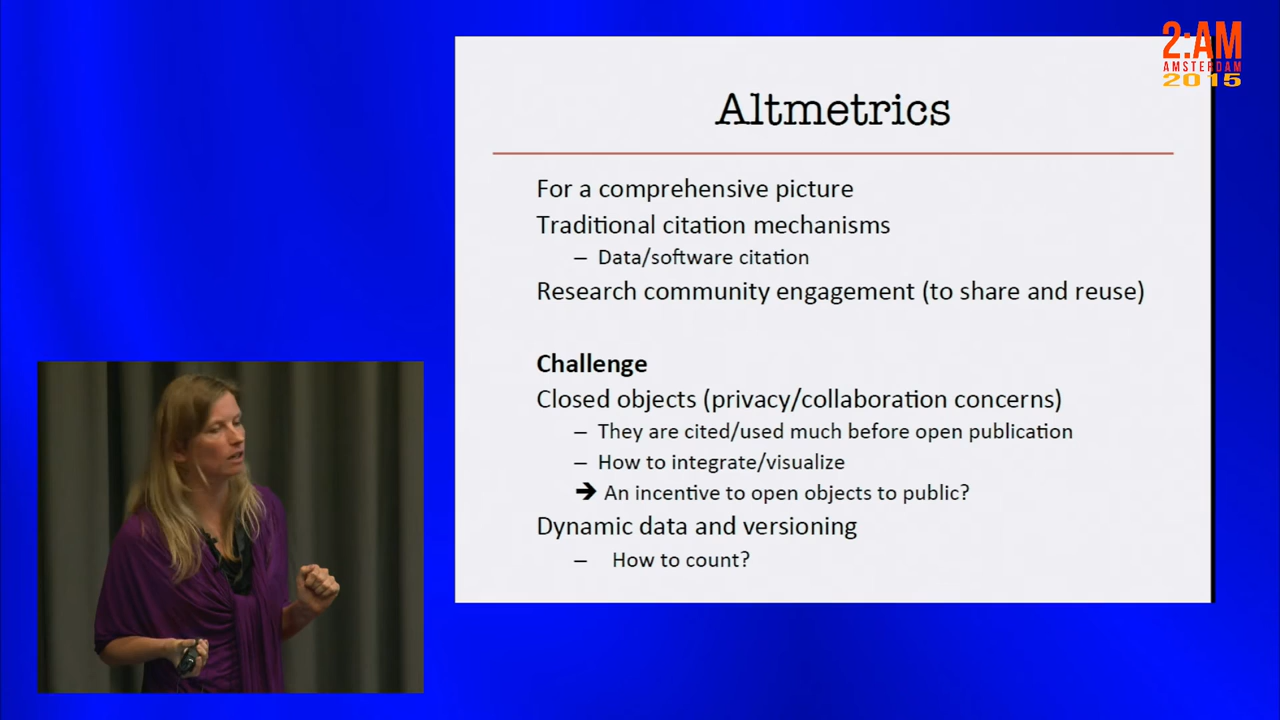 2:AM
AMSTERDAM
2015
Altmetrics
For a comprehensive picture
Traditional citation mechanisms
– Data/software citation
Research community engagement (to share and reuse)
Challenge
Closed objects (privacy/collaboration concerns)
– They are cited/used much before open publication
– How to integrate/visualize
➔ An incentive to open objects to public?
Dynamic data and versioning
– How to count?